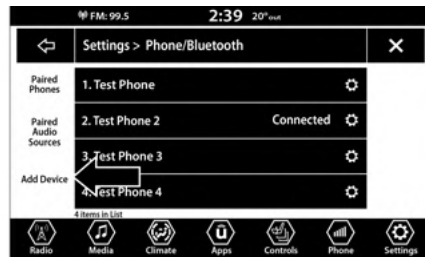 FM: 99.5 2:39 20° out
Settings > Phone/Bluetooth X
Paired
Phones
1. Test Phone
Paired
Audio
Sources
2. Test Phone 2 Connected
3. Test Phone 3
Add Device
4. Test Phone 4
4 items in List
Radio Media Climate Apps Controls Phone Settings